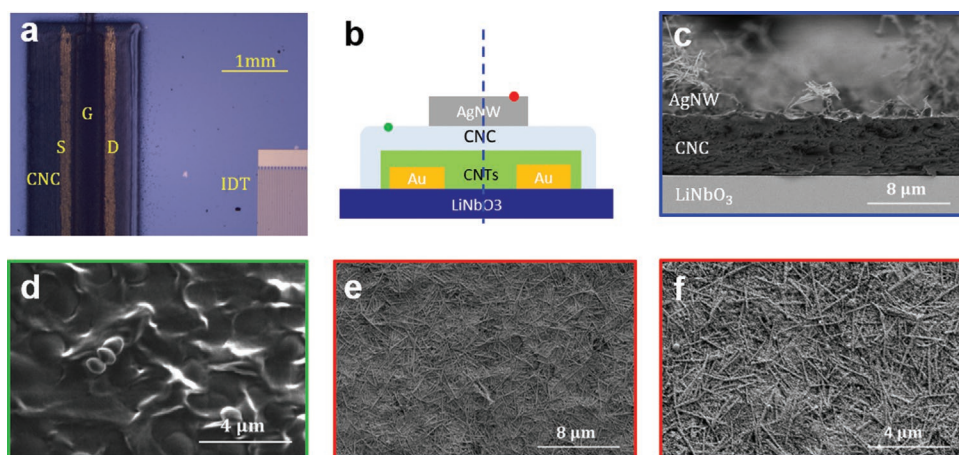 a
1mm
G
S
D
CNC
IDT
b
AgNW
CNC
CNTs
Au
Au
LiNbO3
c
AgNW
CNC
LiNbO₃
8 μm
d
4 μm
e
8 μm
f
4 μm